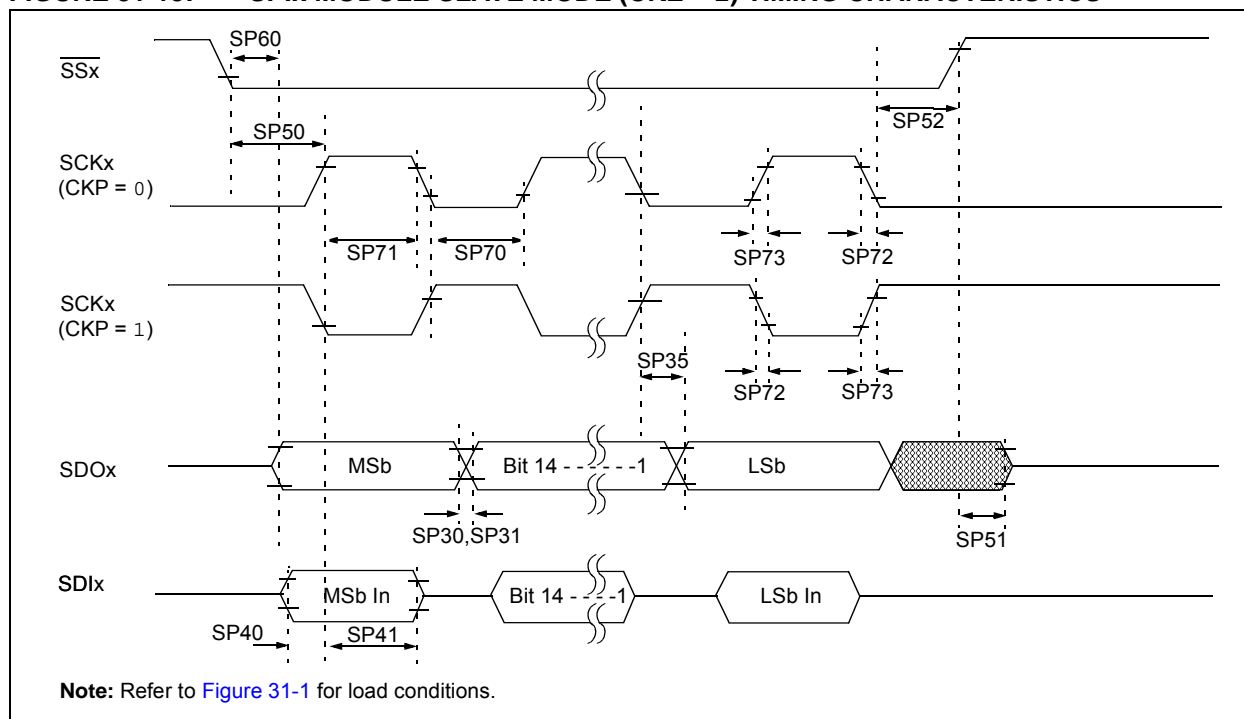 SP60
SSx
SP50
SP52
SCKx
(CKP = 0)
SP71
SP70
SP73
SP72
SCKx
(CKP = 1)
SP35
SP72
SP73
SDOx
MSb
Bit 14 - - - - - -1
LSb
SP30,SP31
SP51
SDIx
MSb In
Bit 14 - - - -1
LSb In
SP40
SP41
Note: Refer to Figure 31-1 for load conditions.